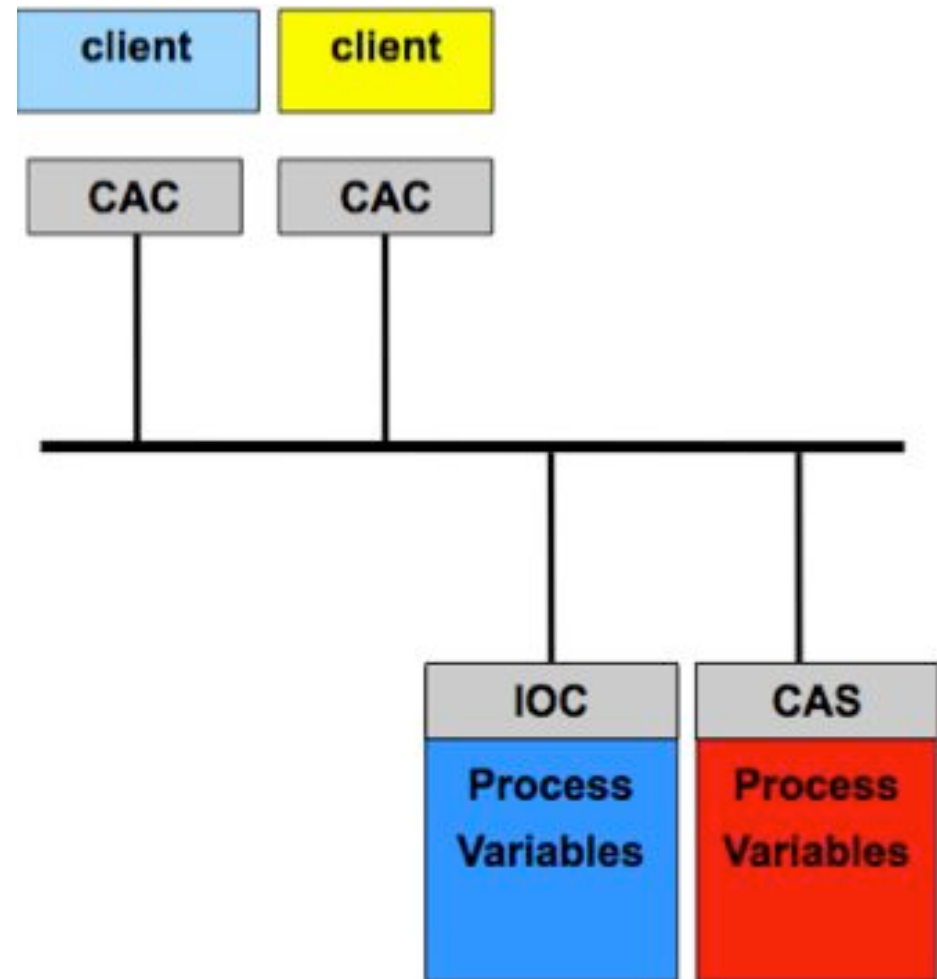 client
client
CAC
CAC
IOC
CAS
Process
Variables
Process
Variables